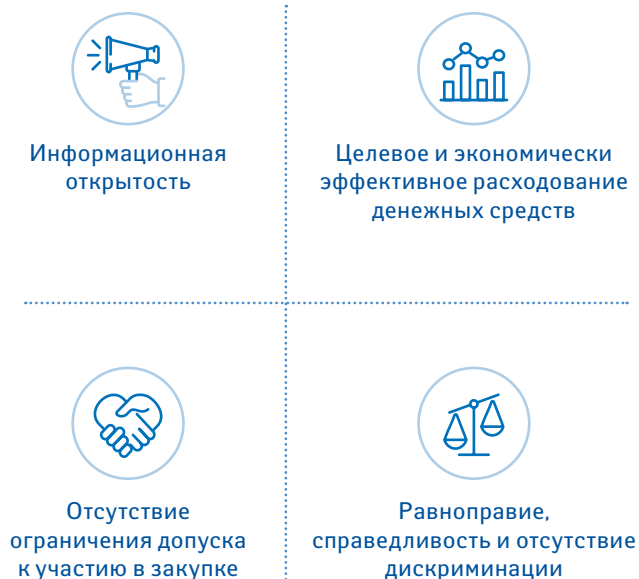 Информационная
открытость
Целевое и экономически
эффективное расходование
денежных средств
Отсутствие
ограничения допуска
к участию в закупке
Равноправие,
справедливость и отсутствие
дискриминации